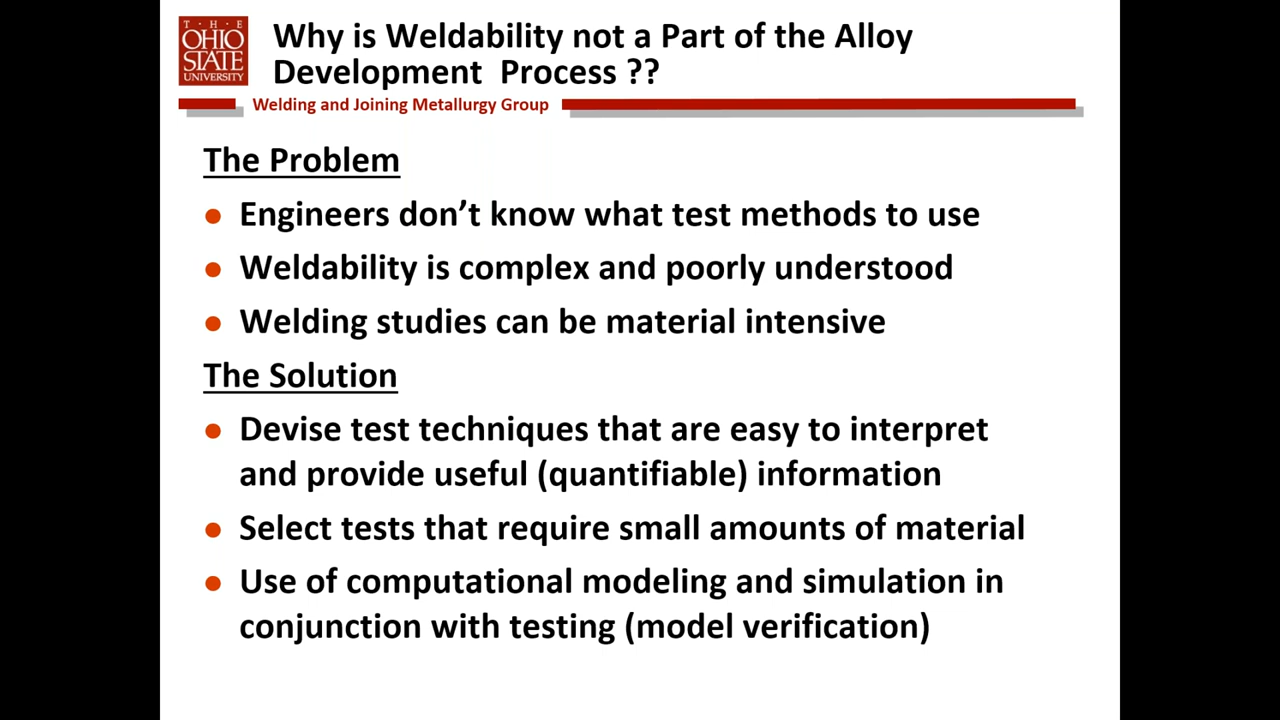 T · H · E
OHIO
STATE
UNIVERSITY
Why is Weldability not a Part of the Alloy
Development Process ??
Welding and Joining Metallurgy Group
The Problem
Engineers don’t know what test methods to use
Weldability is complex and poorly understood
Welding studies can be material intensive
The Solution
Devise test techniques that are easy to interpret
and provide useful (quantifiable) information
Select tests that require small amounts of material
Use of computational modeling and simulation in
conjunction with testing (model verification)